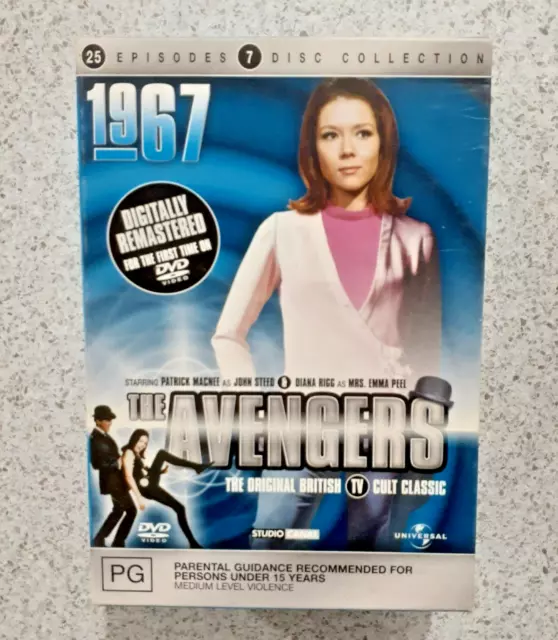 25 EPISODES 7 DISC COLLECTION
1967
DIGITALLY
REMASTERED
FOR THE FIRST TIME ON
DVD
VIDEO
STARRING PATRICK MACNEE AS JOHN STEED & DIANA RIGG AS MRS. EMMA PEEL
THE AVENGERS
THE ORIGINAL BRITISH TV CULT CLASSIC
DVD
VIDEO
STUDIO CANAL
UNIVERSAL
PG
PARENTAL GUIDANCE RECOMMENDED FOR
PERSONS UNDER 15 YEARS
MEDIUM LEVEL VIOLENCE